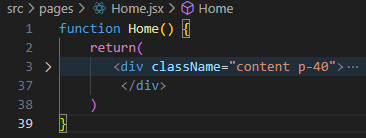 src > pages > Home.jsx > Home
1 function Home() {
2 return(
3 > <div className="content p-40">...
37 </div>
38 )
39 }